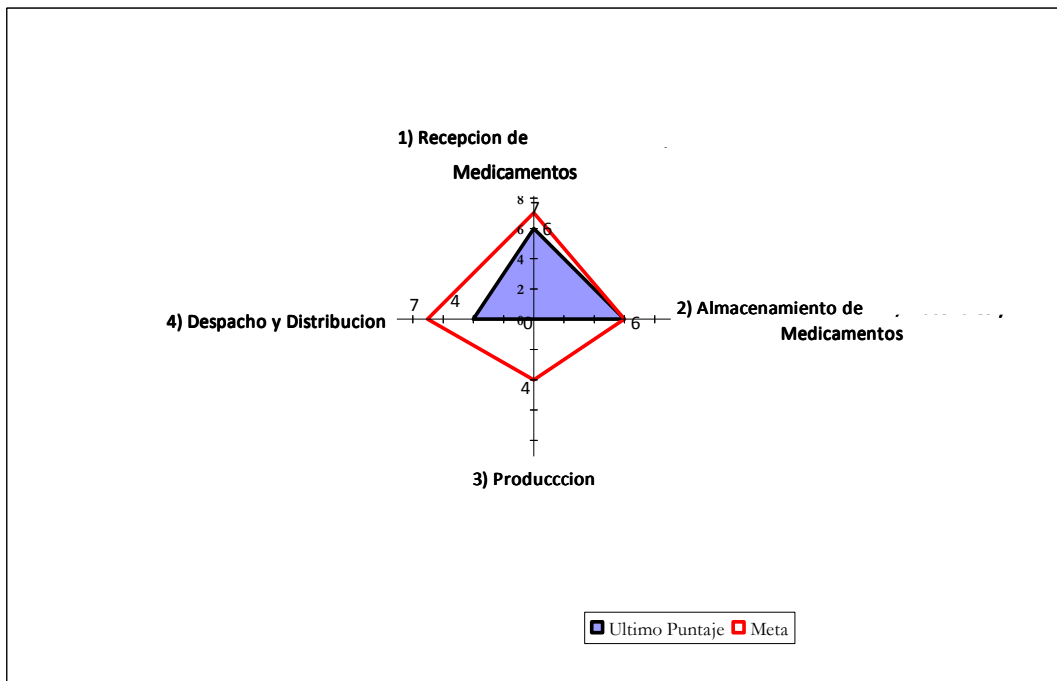 1) Recepcion de
Medicamentos
8
7
6
6
4
2
0
0
7
4
4) Despacho y Distribucion
6
2) Almacenamiento de
Medicamentos
4
3) Producccion
Ultimo Puntaje
Meta